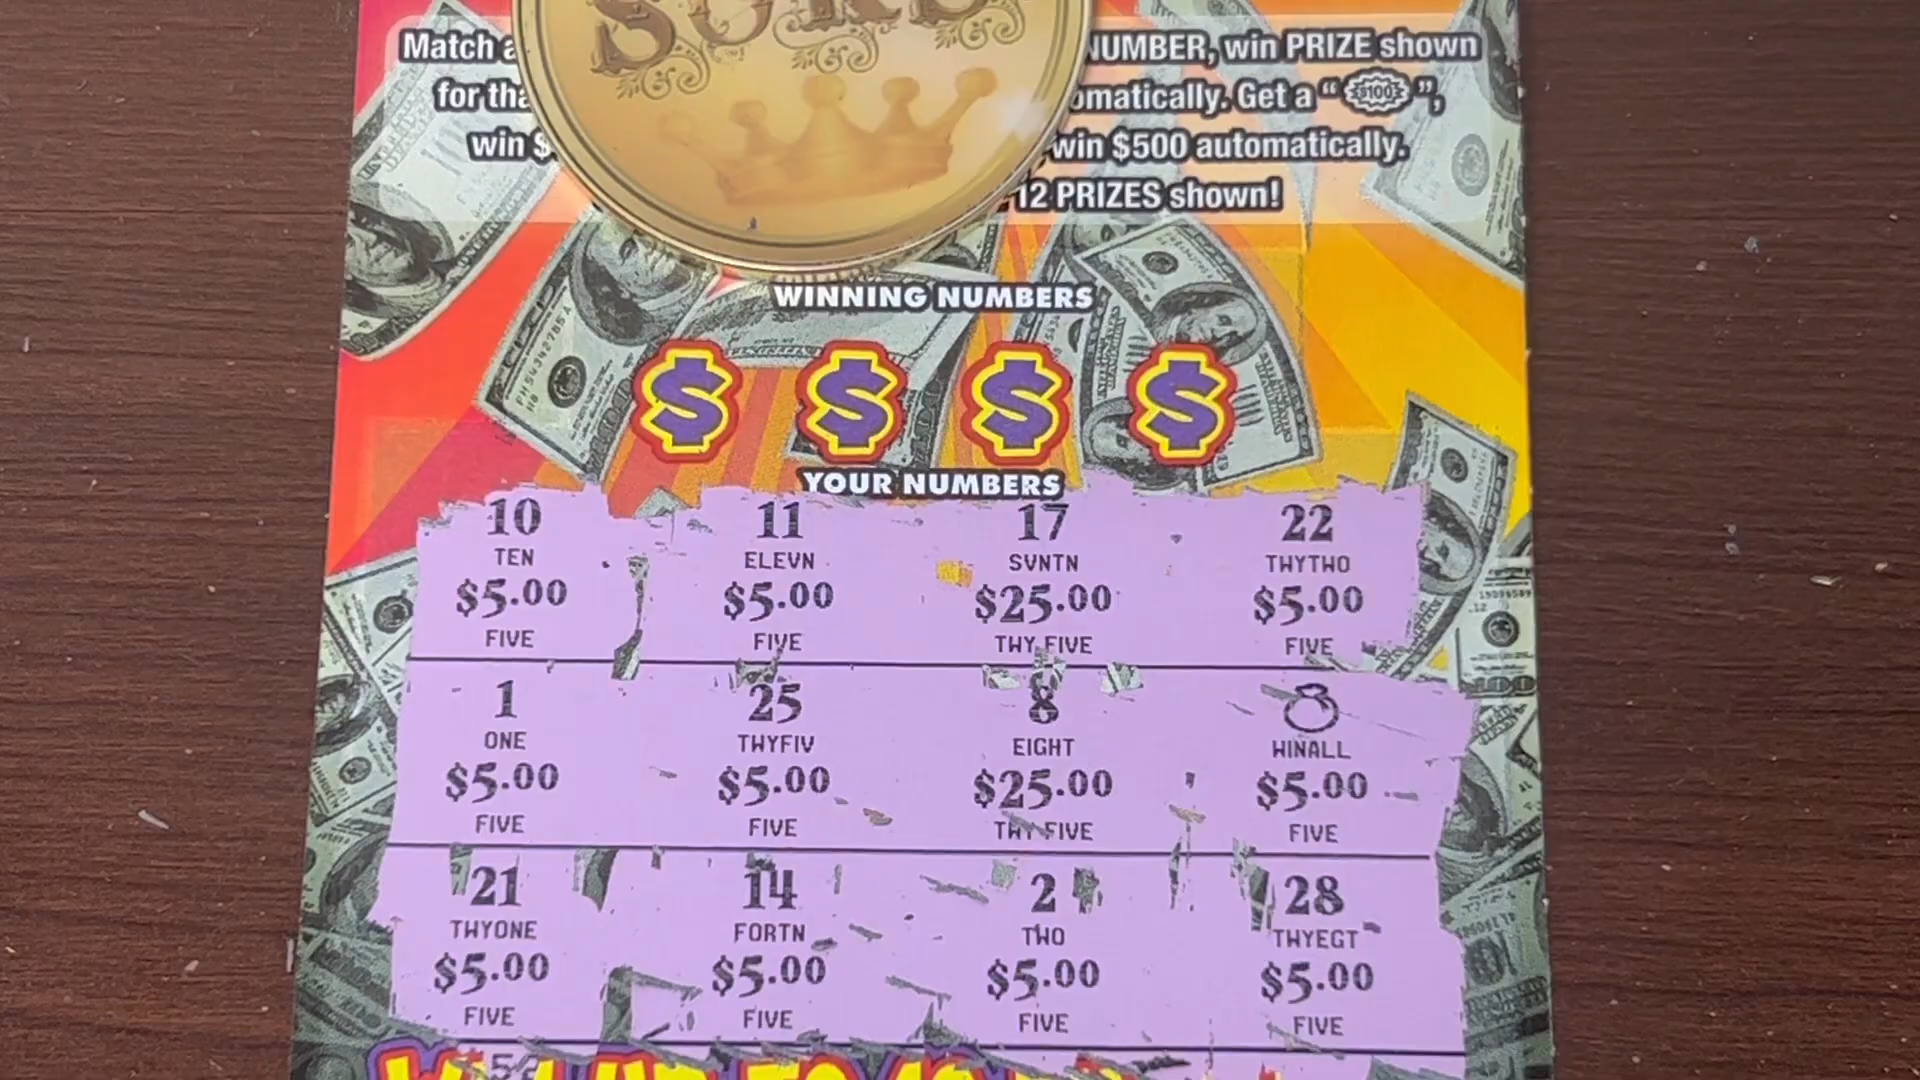 Match a NUMBER, win PRIZE shown
for tha omatically. Get a "$100",
win $ win $500 automatically.
12 PRIZES shown!
WINNING NUMBERS
$ $ $ $
YOUR NUMBERS
10 11 17 22
TEN ELEVN SVNTN THYTHO
$5.00 $5.00 $25.00 $5.00
FIVE FIVE THY FIVE FIVE
1 25 8
ONE THYFIV EIGHT HINALL
$5.00 $5.00 $25.00 $5.00
FIVE FIVE THY FIVE FIVE
21 14 2 28
THYONE FORTN THO THYEGT
$5.00 $5.00 $5.00 $5.00
FIVE FIVE FIVE FIVE